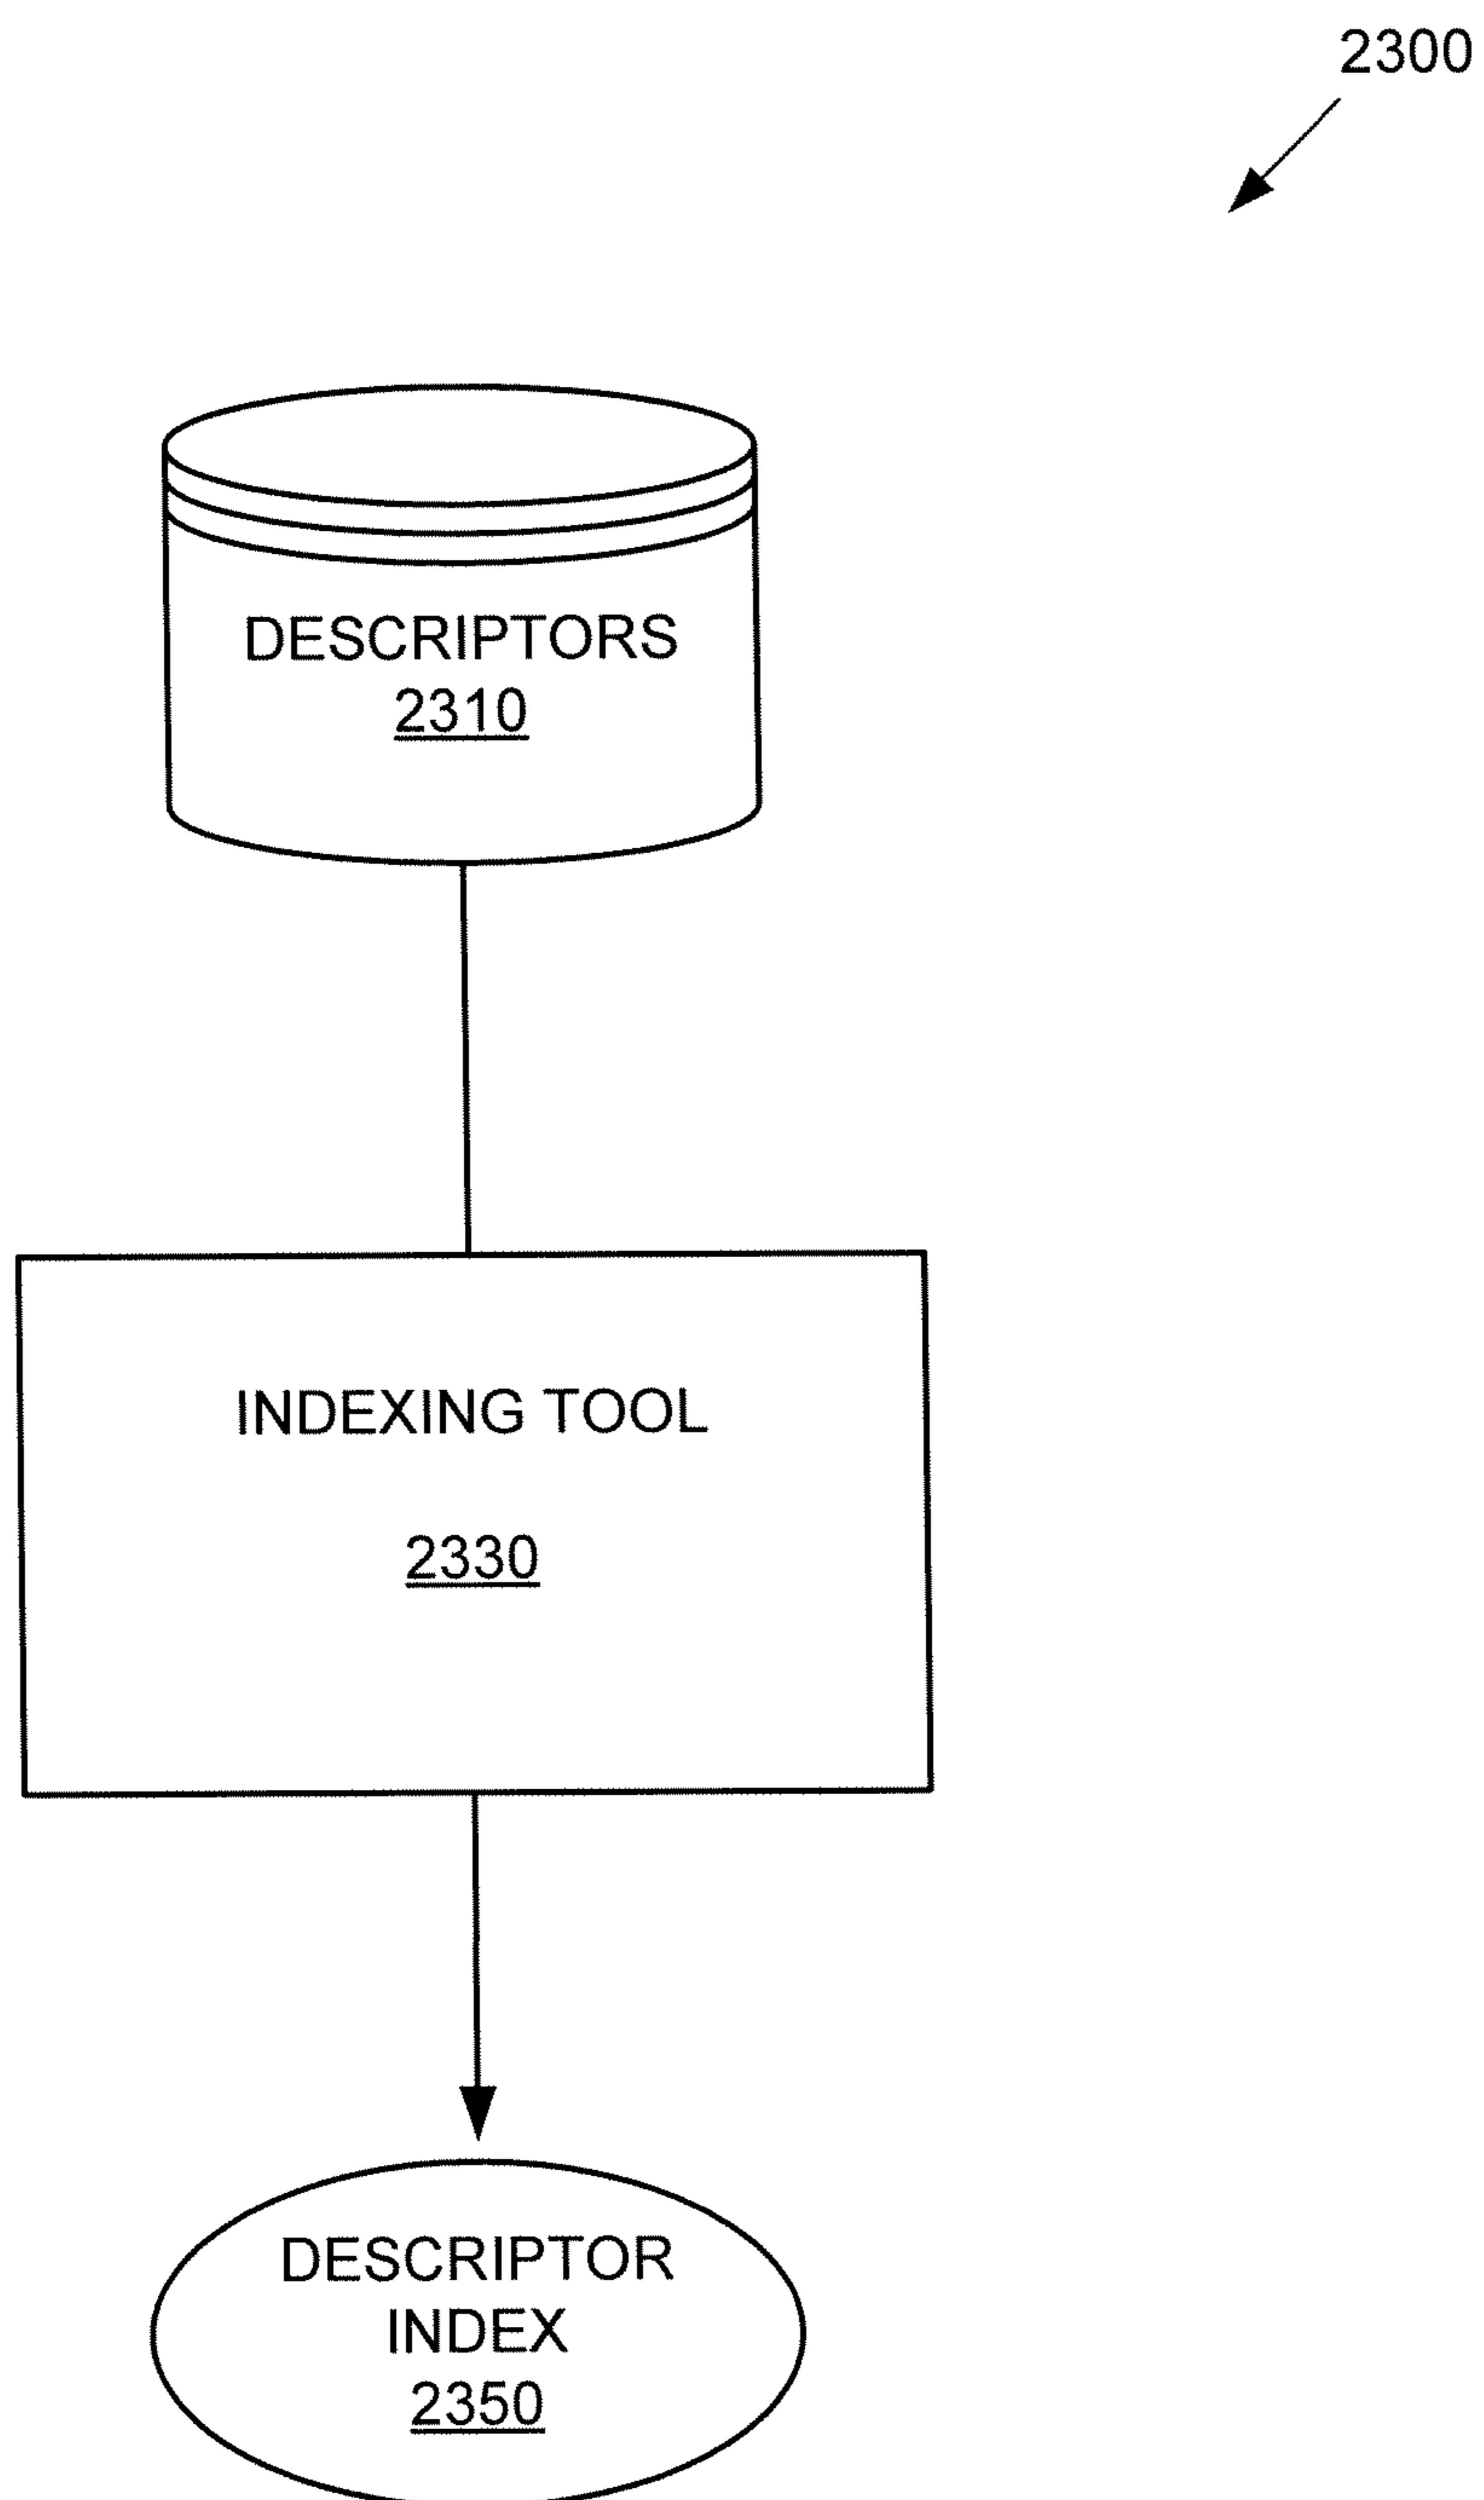 2300
DESCRIPTORS
2310
INDEXING TOOL
2330
DESCRIPTOR
INDEX
2350